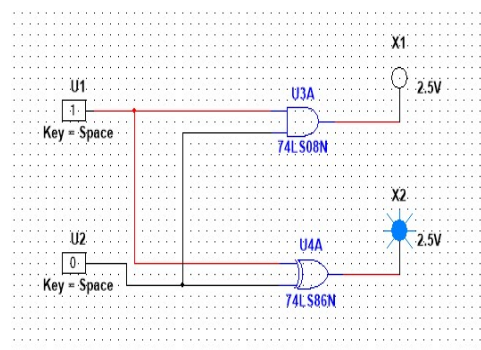 X1
2.5V
U1
1
Key = Space
U3A
74LS08N
X2
2.5V
U2
0
Key = Space
U4A
74LS86N